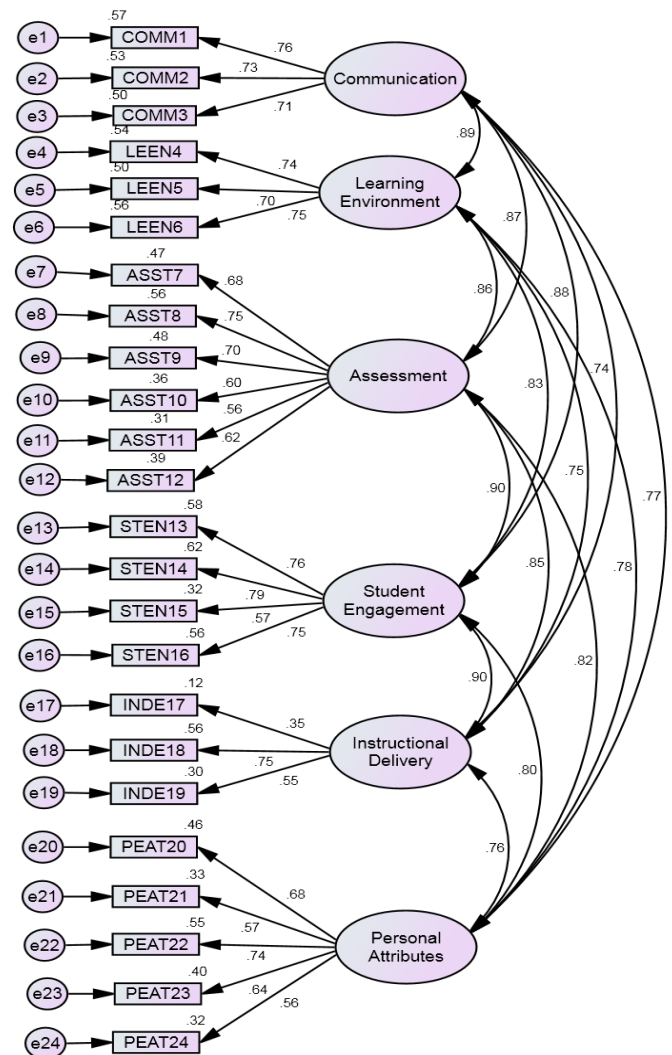 .57
e1 COMM1
.76
.53
e2 COMM2 .73 Communication
.50
e3 COMM3 .71
.54
e4 LEEN4 .89
.74
.50
e5 LEEN5 Learning
Environment
.70
.56
e6 LEEN6 .75
.87
.47
e7 ASST7 .68
.86 .88
.56
e8 ASST8 .75
.48
e9 ASST9 .70 Assessment .74
.36
e10 ASST10 .60 .83
.31
e11 ASST11 .56
.39
e12 ASST12 .62
.75
.90 .77
.58
e13 STEN13 .76
.62
e14 STEN14 .79 .85 .78
.32
e15 STEN15 .57 Student
Engagement
.56
e16 STEN16 .75
.82
.90
.12
e17 INDE17 .35
.56
e18 INDE18 .75 Instructional
Delivery
.30
e19 INDE19 .55
.80
.46
e20 PEAT20 .68 .76
.33
e21 PEAT21 .57
.55
e22 PEAT22 .74 Personal
Attributes
.40
e23 PEAT23 .64
.32
e24 PEAT24 .56